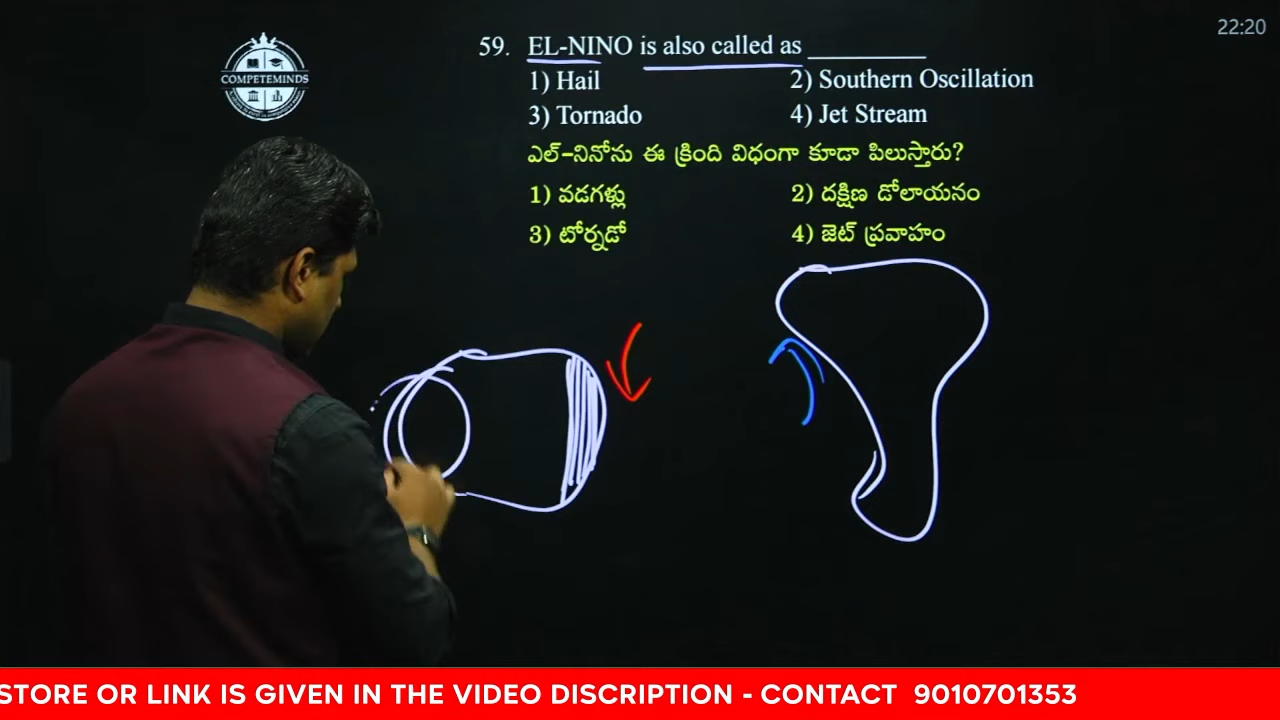 22:20
COMPETEMINDS
59. EL-NINO is also called as ____________
1) Hail 2) Southern Oscillation
3) Tornado 4) Jet Stream
ఎల్-నినోను ఈ క్రింది విధంగా కూడా పిలుస్తారు?
1) వడగళ్లు 2) దక్షిణ డోలాయనం
3) టోర్నడో 4) జెట్ ప్రవాహం
STORE OR LINK IS GIVEN IN THE VIDEO DISCRIPTION - CONTACT 9010701353